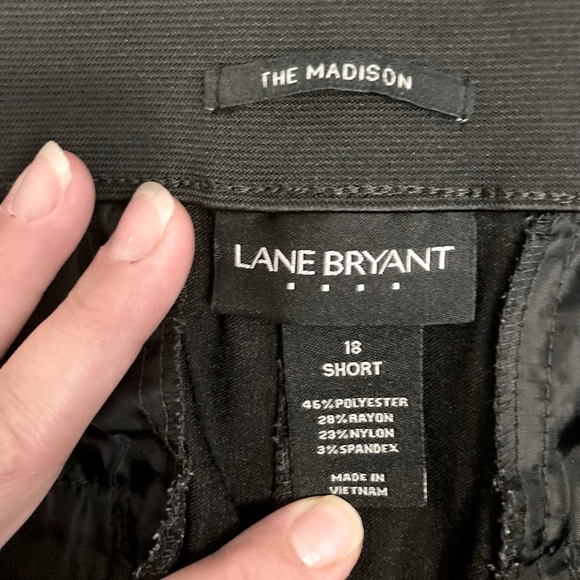 THE MADISON
LANE BRYANT
18
SHORT
46%POLYESTER
28%RAYON
23%NYLON
3%SPANDEX
MADE IN
VIETNAM